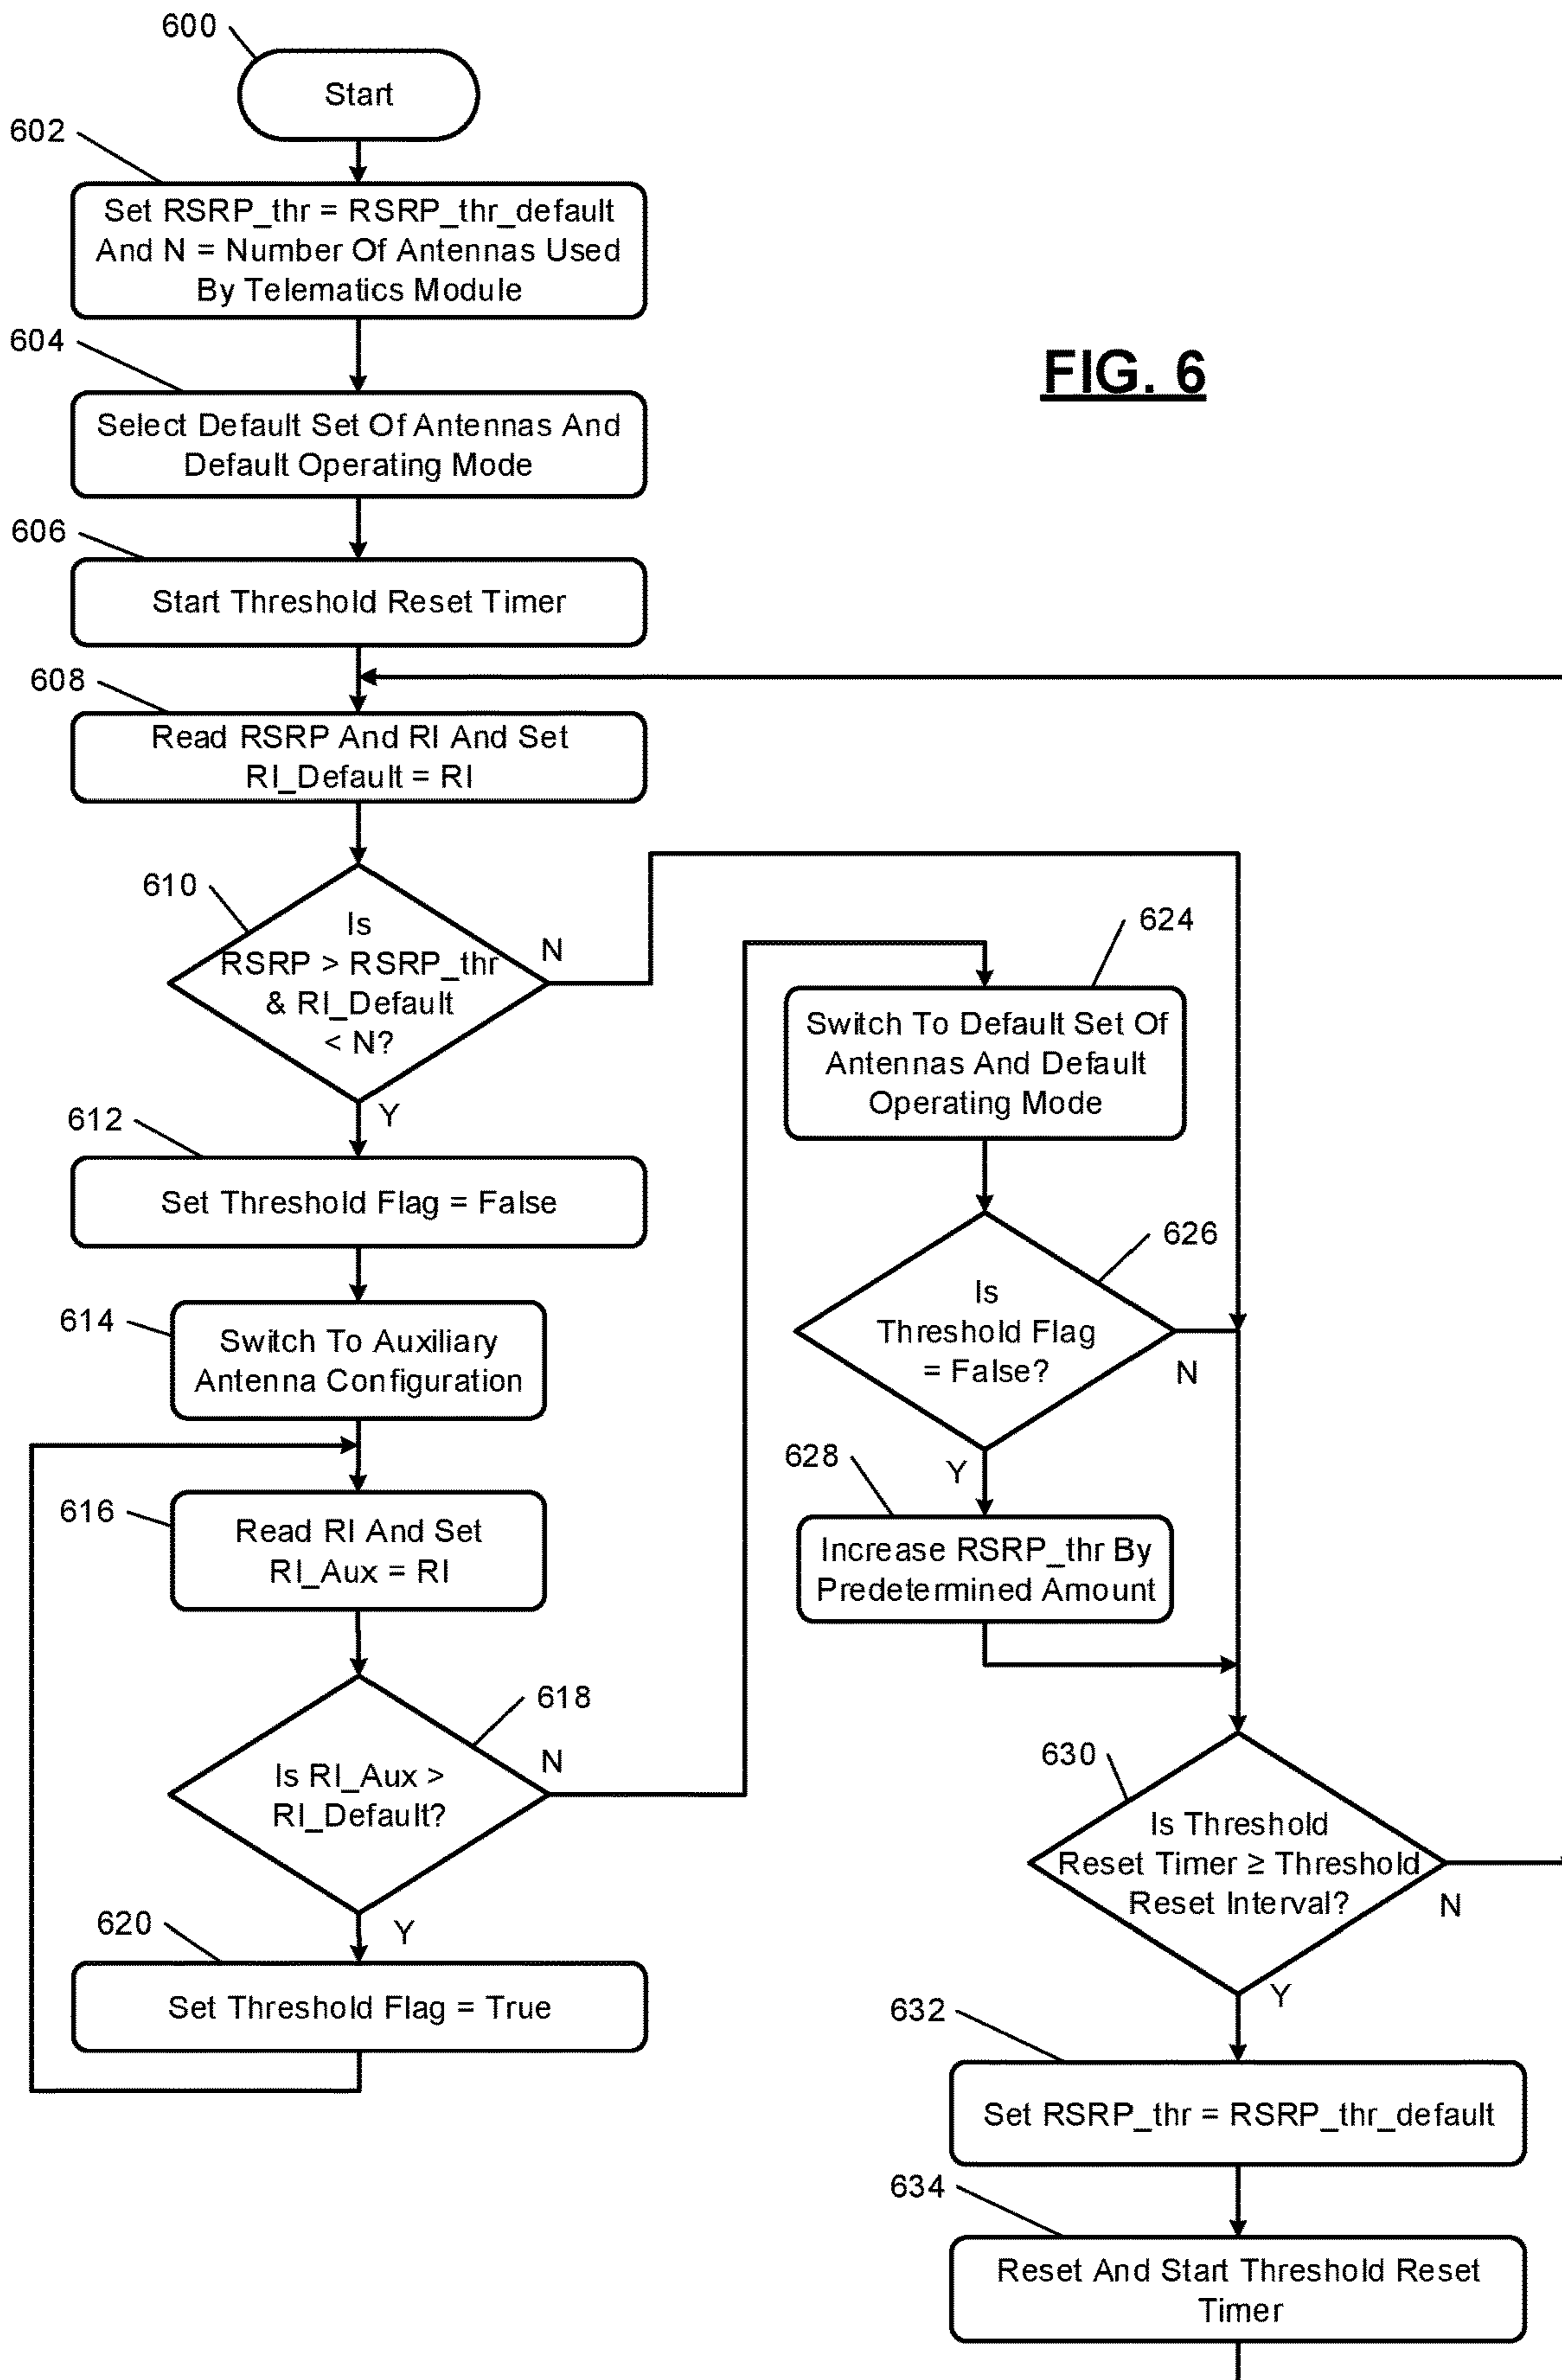 600
Start
602
Set RSRP_thr = RSRP_thr_default
And N = Number Of Antennas Used
By Telematics Module
604
Select Default Set Of Antennas And
Default Operating Mode
FIG. 6
606
Start Threshold Reset Timer
608
Read RSRP And RI And Set
RI_Default = RI
610
Is
RSRP > RSRP_thr
& RI_Default
< N?
N
Y
612
Set Threshold Flag = False
614
Switch To Auxiliary
Antenna Configuration
616
Read RI And Set
RI_Aux = RI
618
Is RI_Aux >
RI_Default?
N
Y
620
Set Threshold Flag = True
624
Switch To Default Set Of
Antennas And Default
Operating Mode
626
Is
Threshold Flag
= False?
N
Y
628
Increase RSRP_thr By
Predetermined Amount
630
Is Threshold
Reset Timer ≥ Threshold
Reset Interval?
N
Y
632
Set RSRP_thr = RSRP_thr_default
634
Reset And Start Threshold Reset
Timer